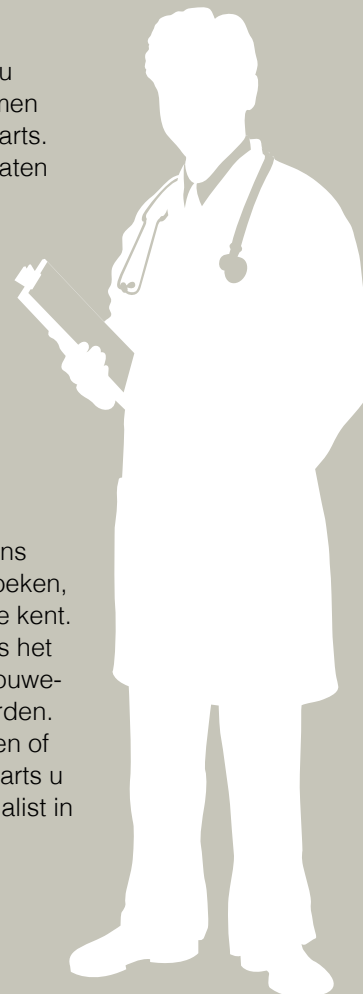 u
men
arts.
aten
ns
oeken,
e kent.
s het
ouwe-
rden.
en of
arts u
alist in